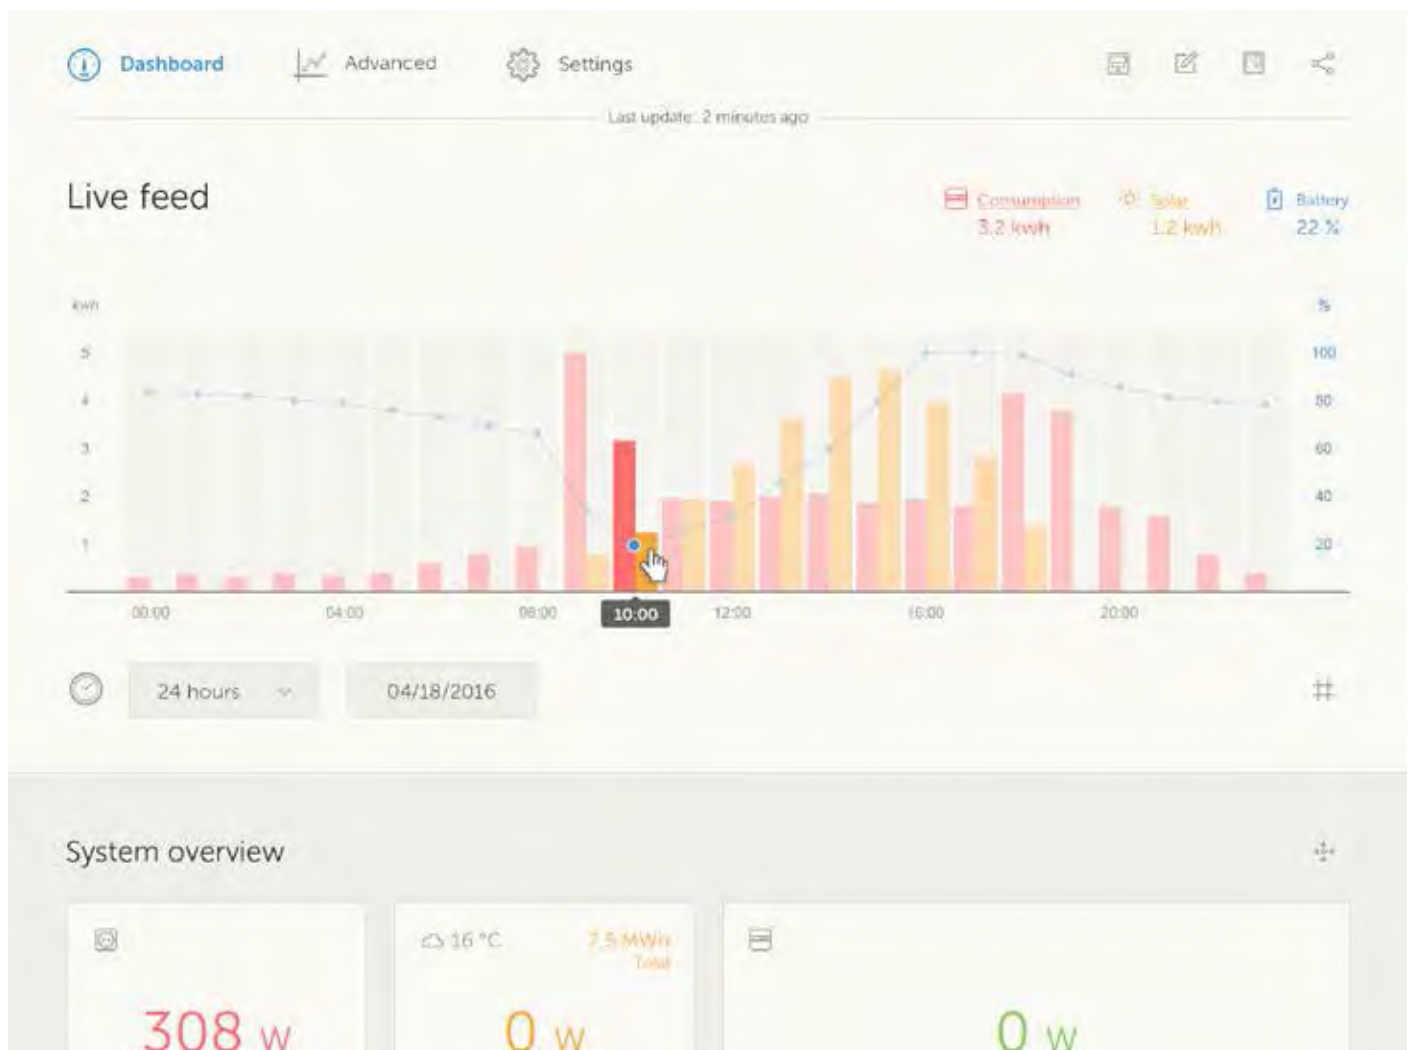 Dashboard
Advanced
Settings
Last update: 2 minutes ago
Live feed
Consumption
3.2 kwh
Solar
1.2 kwh
Battery
22 %
kwh
%
5
4
3
2
1
100
80
60
40
20
00:00
04:00
08:00
10:00
12:00
16:00
20:00
24 hours
04/18/2016
System overview
16 °C
7.5 MWH
Total
308 W
0 W
0 W